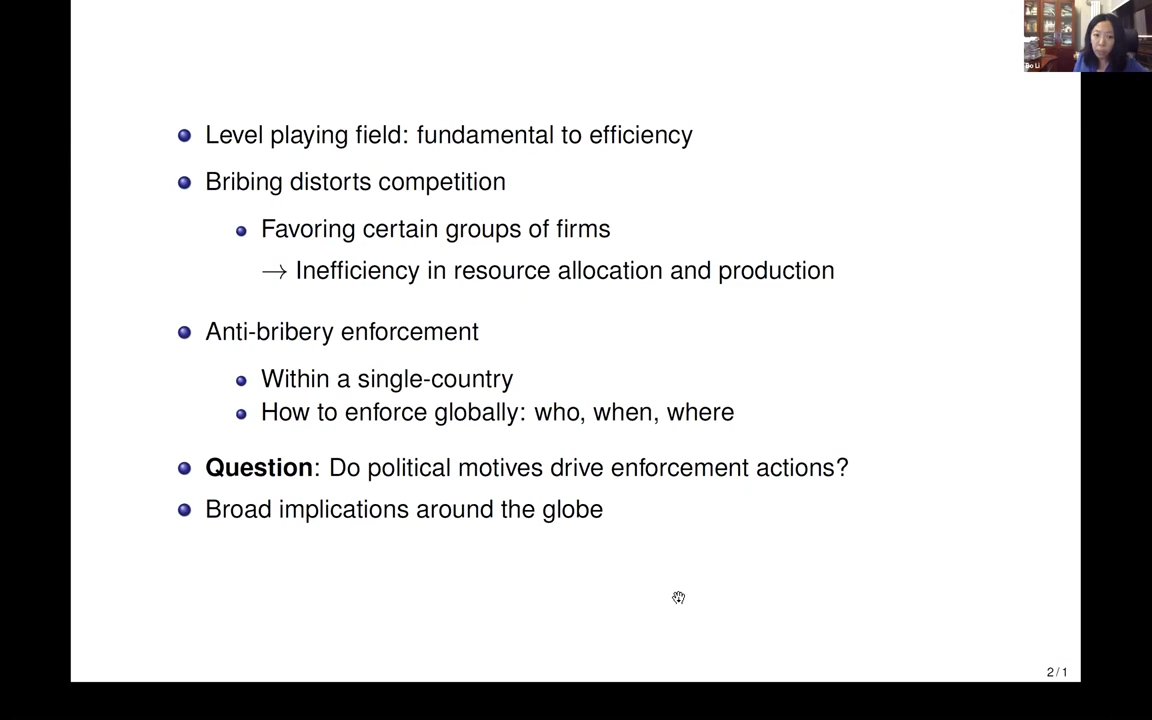 Bo Li
Level playing field: fundamental to efficiency
Bribing distorts competition
Favoring certain groups of firms
→ Inefficiency in resource allocation and production
Anti-bribery enforcement
Within a single-country
How to enforce globally: who, when, where
Question: Do political motives drive enforcement actions?
Broad implications around the globe
2 / 1